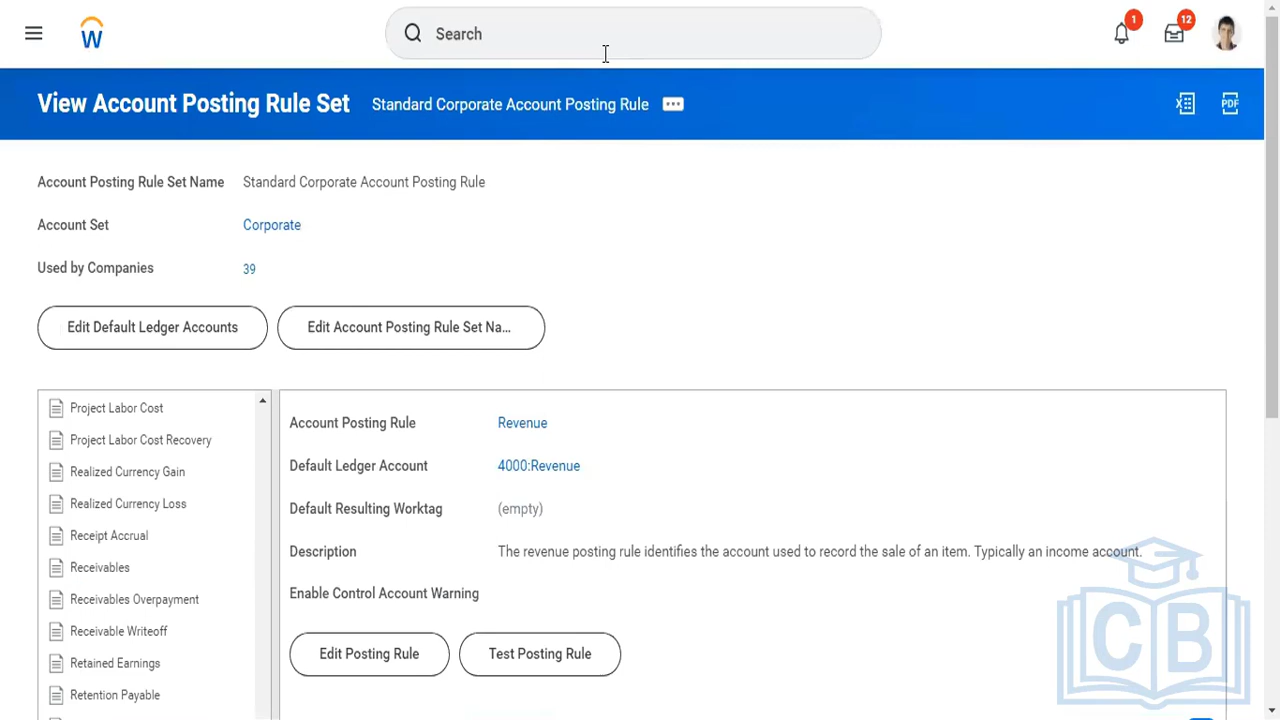 W
Search
1
12
View Account Posting Rule Set Standard Corporate Account Posting Rule
X
PDF
Account Posting Rule Set Name Standard Corporate Account Posting Rule
Account Set Corporate
Used by Companies 39
Edit Default Ledger Accounts Edit Account Posting Rule Set Na...
Project Labor Cost
Project Labor Cost Recovery
Realized Currency Gain
Realized Currency Loss
Receipt Accrual
Receivables
Receivables Overpayment
Receivable Writeoff
Retained Earnings
Retention Payable
Account Posting Rule Revenue
Default Ledger Account 4000:Revenue
Default Resulting Worktag (empty)
Description The revenue posting rule identifies the account used to record the sale of an item. Typically an income account.
Enable Control Account Warning
Edit Posting Rule Test Posting Rule
CB